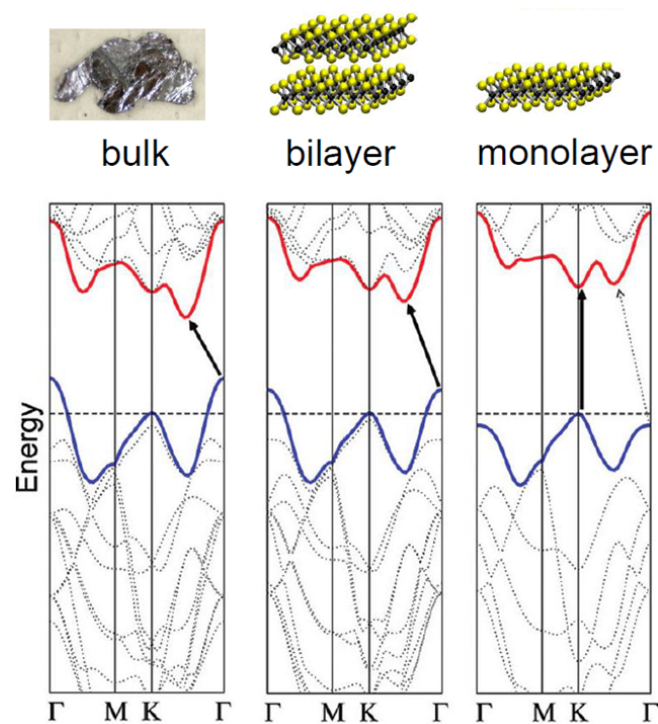 bulk
bilayer
monolayer
Energy
Γ M K Γ
Γ M K Γ
Γ M K Γ